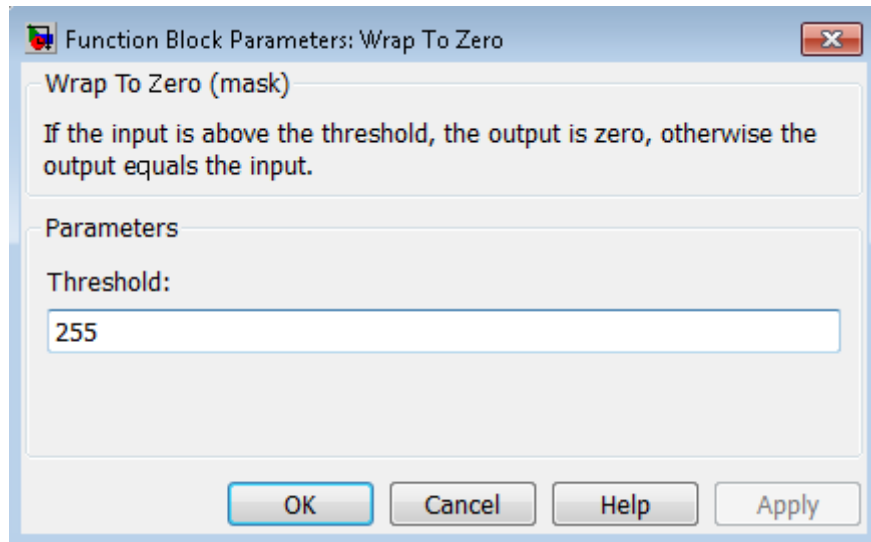 Function Block Parameters: Wrap To Zero
Wrap To Zero (mask)
If the input is above the threshold, the output is zero, otherwise the
output equals the input.
Parameters
Threshold:
255
OK Cancel Help Apply